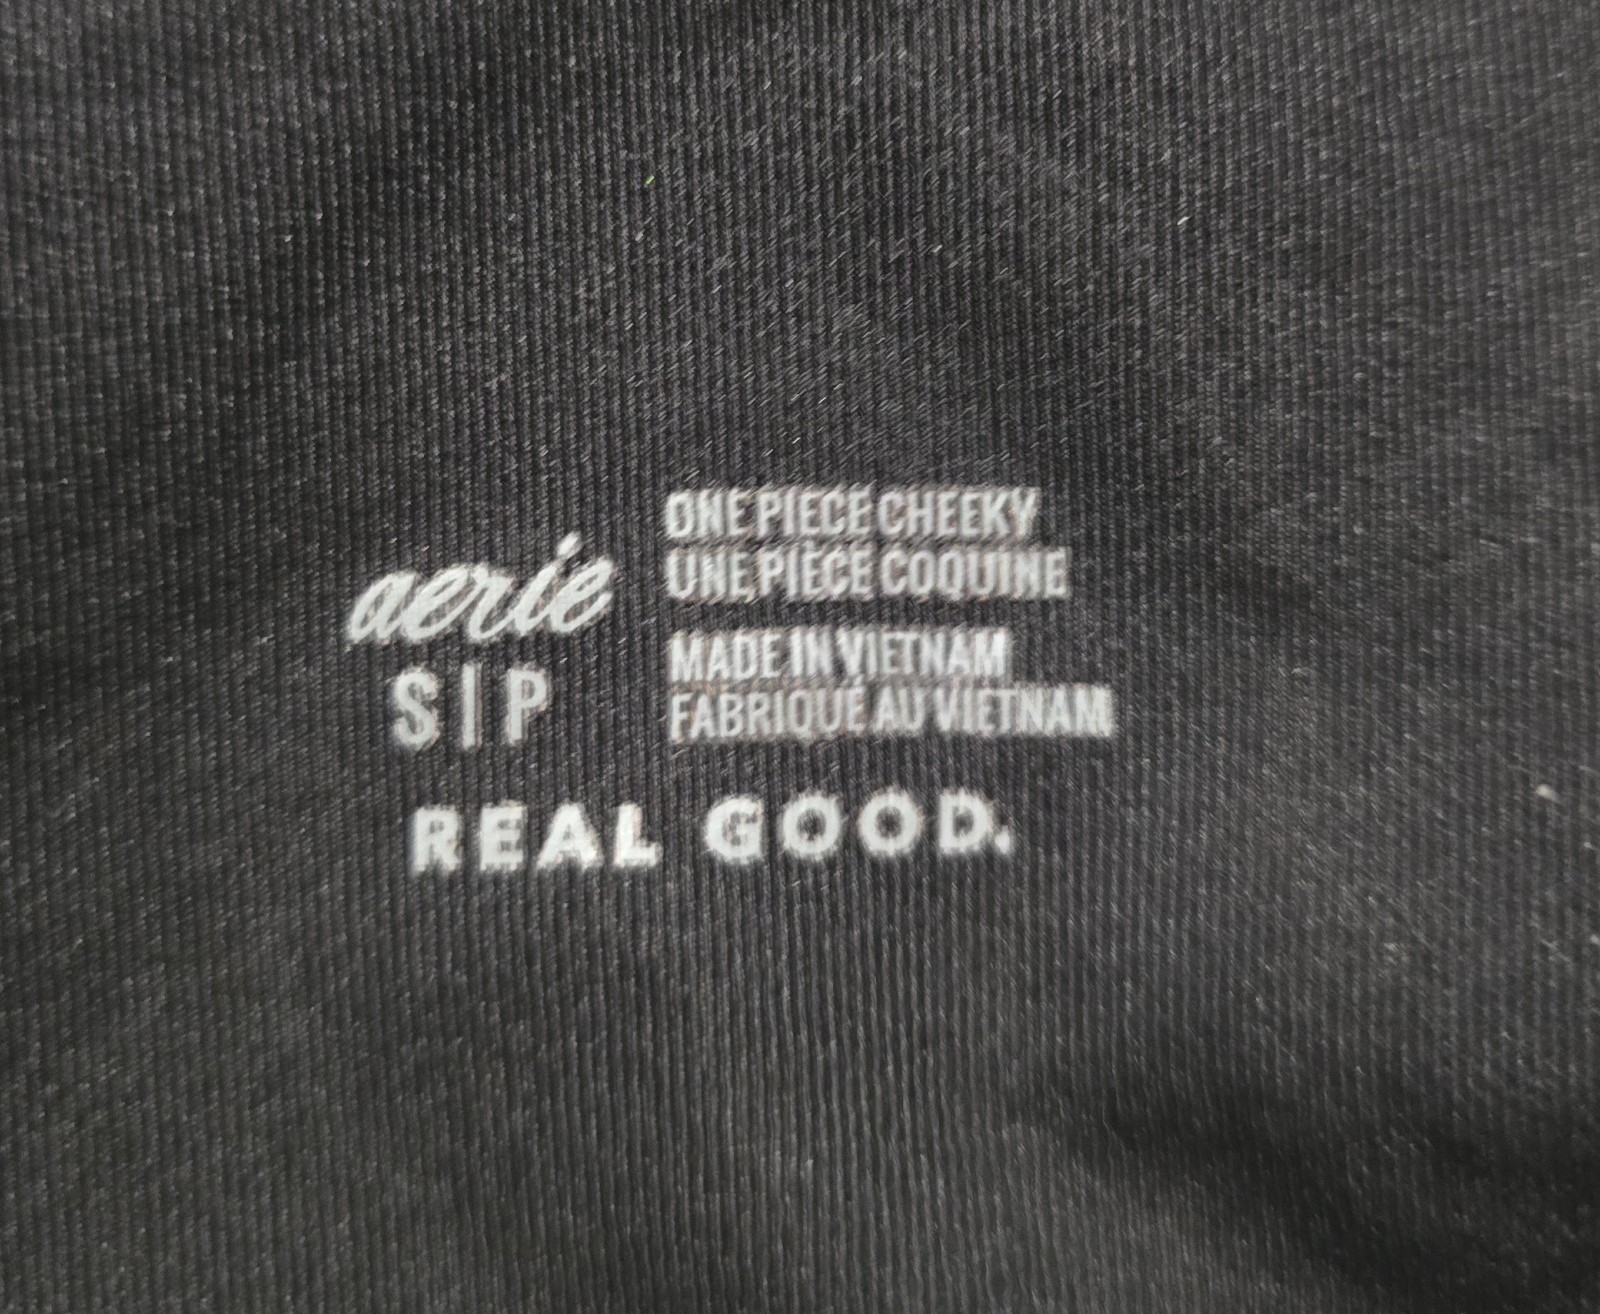 aerie
S|P
ONE PIECE CHEEKY
UNE PIÈCE COQUINE
MADE IN VIETNAM
FABRIQUÉ AU VIETNAM
REAL GOOD.